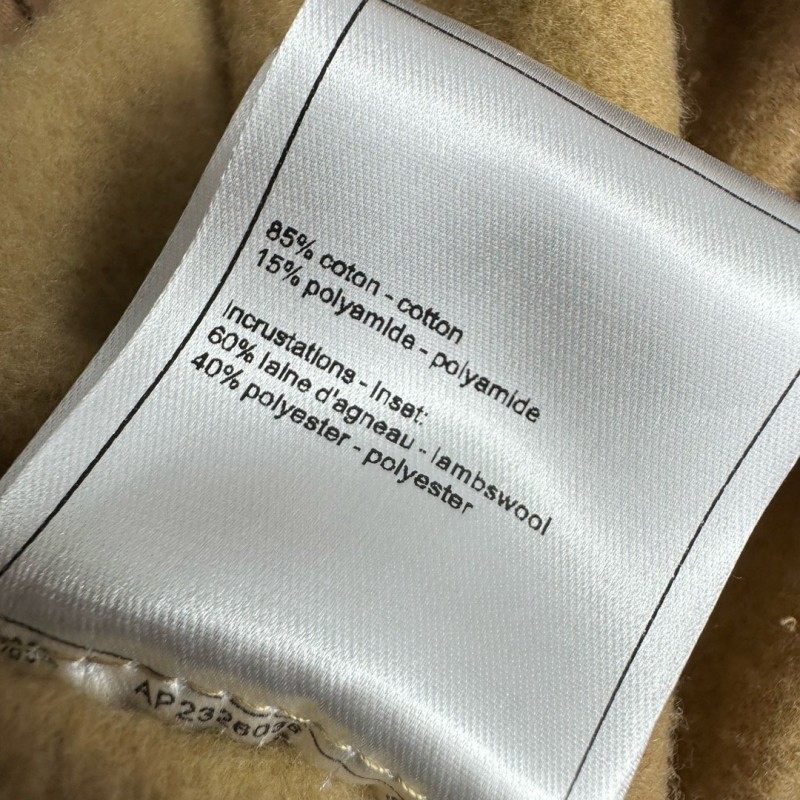 85% coton - cotton
15% polyamide - polyamide
Incrustations - Inset:
60% laine d'agneau - lambswool
40% polyester - polyester